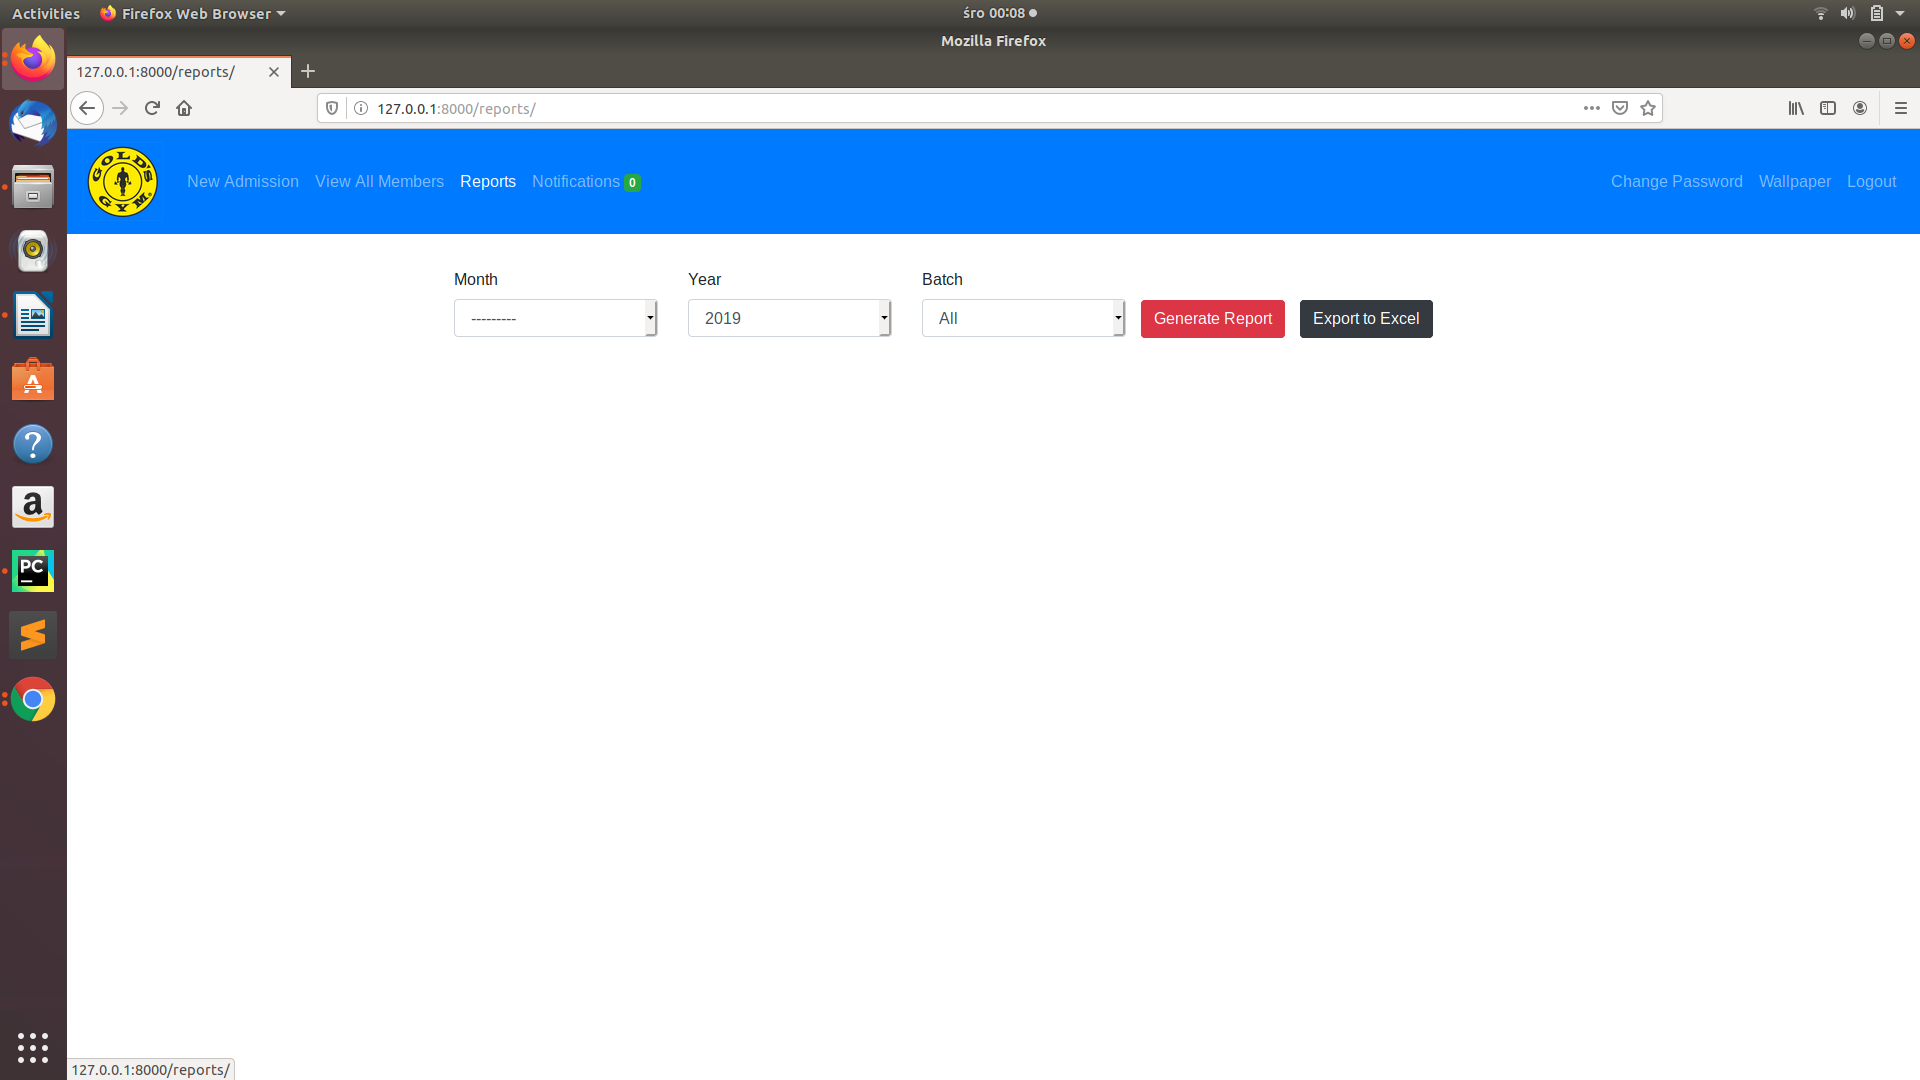 Activities
Firefox Web Browser
śro 00:08
Mozilla Firefox
127.0.0.1:8000/reports/
127.0.0.1:8000/reports/
GOLD'S GYM
New Admission
View All Members
Reports
Notifications 0
Change Password
Wallpaper
Logout
Month
Year
Batch
---------
2019
All
Generate Report
Export to Excel
PC
127.0.0.1:8000/reports/